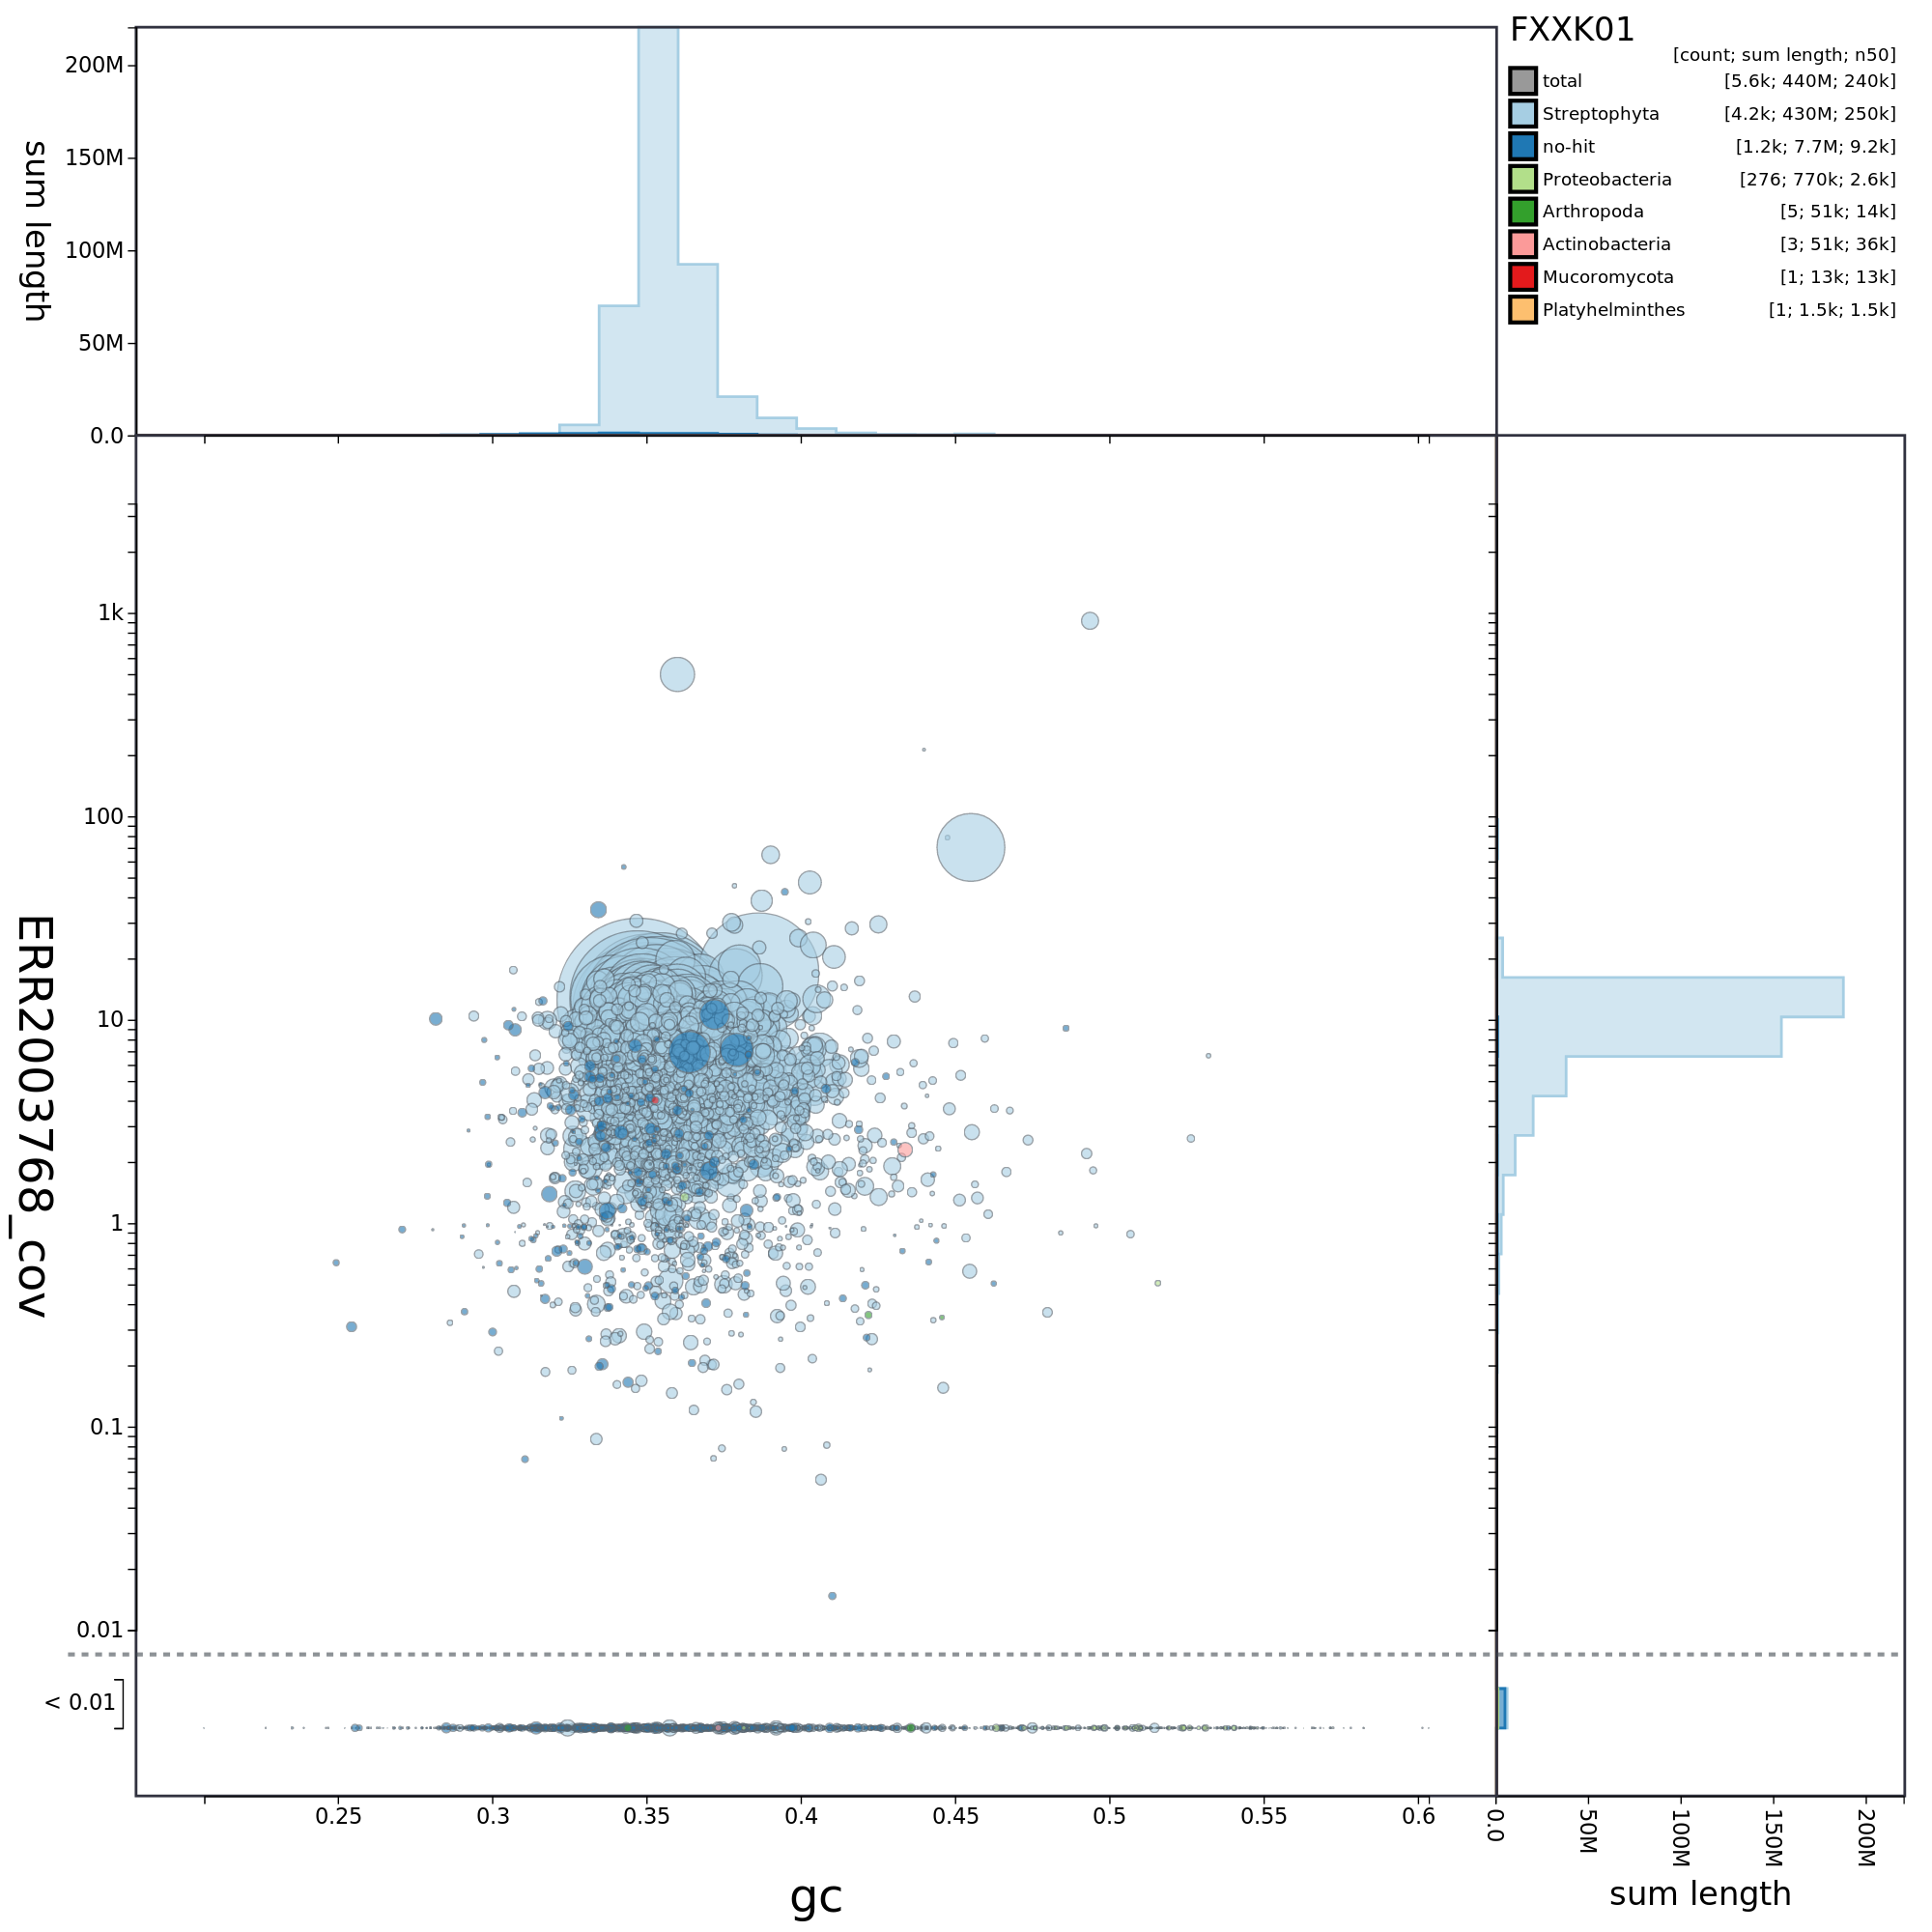 FXXK01
[count; sum length; n50]
total [5.6k; 440M; 240k]
Streptophyta [4.2k; 430M; 250k]
no-hit [1.2k; 7.7M; 9.2k]
Proteobacteria [276; 770k; 2.6k]
Arthropoda [5; 51k; 14k]
Actinobacteria [3; 51k; 36k]
Mucoromycota [1; 13k; 13k]
Platyhelminthes [1; 1.5k; 1.5k]
sum length
200M
150M
100M
50M
0.0
ERR2003768_cov
1k
100
10
1
0.1
0.01
< 0.01
0.25 0.3 0.35 0.4 0.45 0.5 0.55 0.6
gc
0.0 50M 100M 150M 200M
sum length